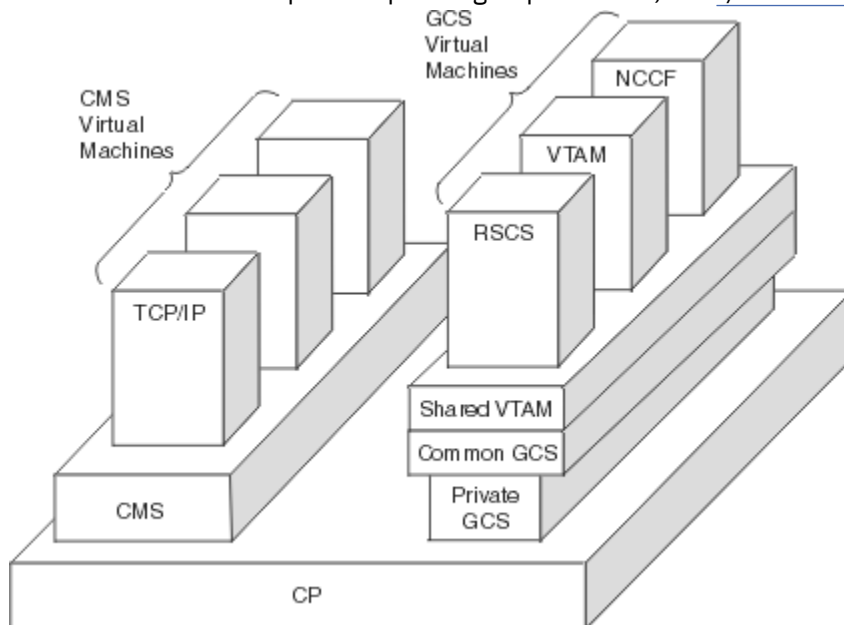 GCS
Virtual
Machines
NCCF
CMS
Virtual
Machines
VTAM
RSCS
TCP/IP
Shared VTAM
Common GCS
Private
GCS
CMS
CP